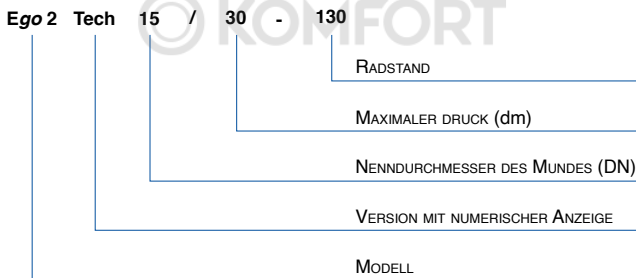 KOMFORT
Ego 2 Tech 15 / 30 - 130
Radstand
Maximaler druck (dm)
Nenndurchmesser des Mundes (DN)
Version mit numerischer Anzeige
Modell